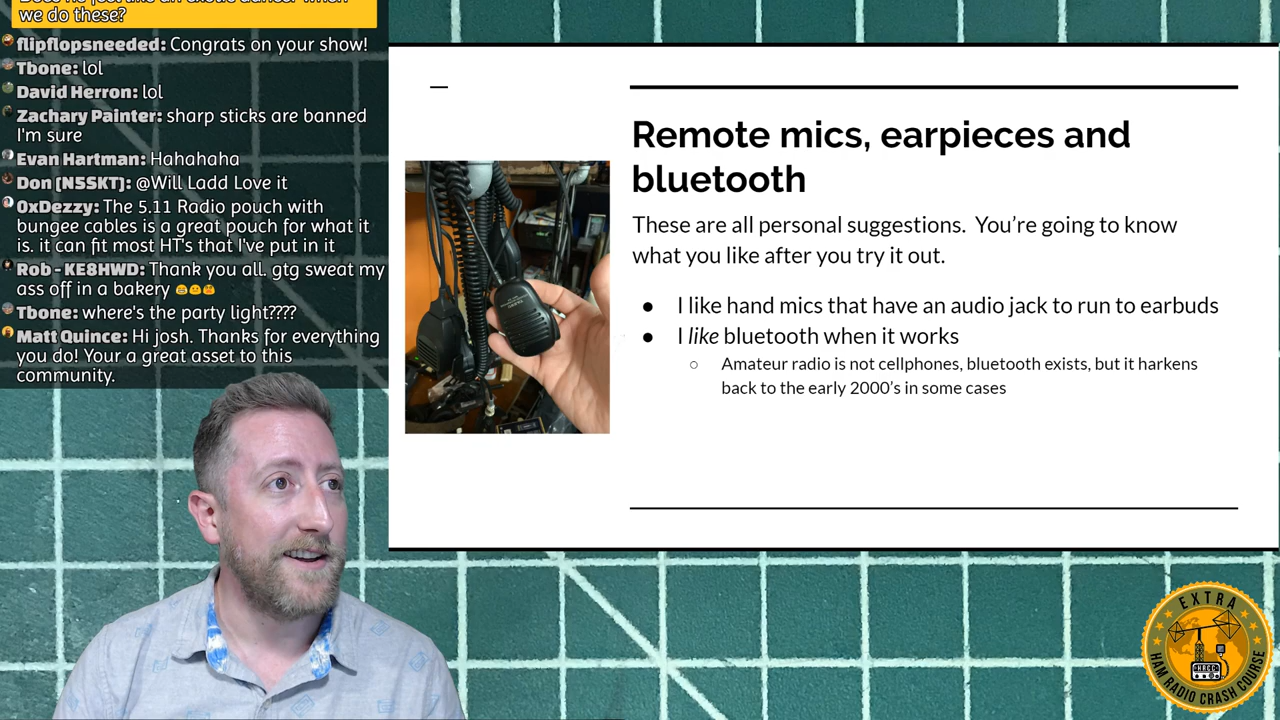 we do these?
flipflopsneeded: Congrats on your show!
Tbone: lol
David Herron: lol
Zachary Painter: sharp sticks are banned
I'm sure
Evan Hartman: Hahahaha
Don (N5SKT): @Will Ladd Love it
0xDezzy: The 5.11 Radio pouch with
bungee cables is a great pouch for what it
is. it can fit most HT's that I've put in it
Rob - KE8HWD: Thank you all. gtg sweat my
ass off in a bakery
Tbone: where's the party light????
Matt Quince: Hi josh. Thanks for everything
you do! Your a great asset to this
community.
Remote mics, earpieces and
bluetooth
These are all personal suggestions. You’re going to know
what you like after you try it out.
● I like hand mics that have an audio jack to run to earbuds
● I like bluetooth when it works
○ Amateur radio is not cellphones, bluetooth exists, but it harkens
back to the early 2000’s in some cases
EXTRA
HRCC
HAM RADIO CRASH COURSE